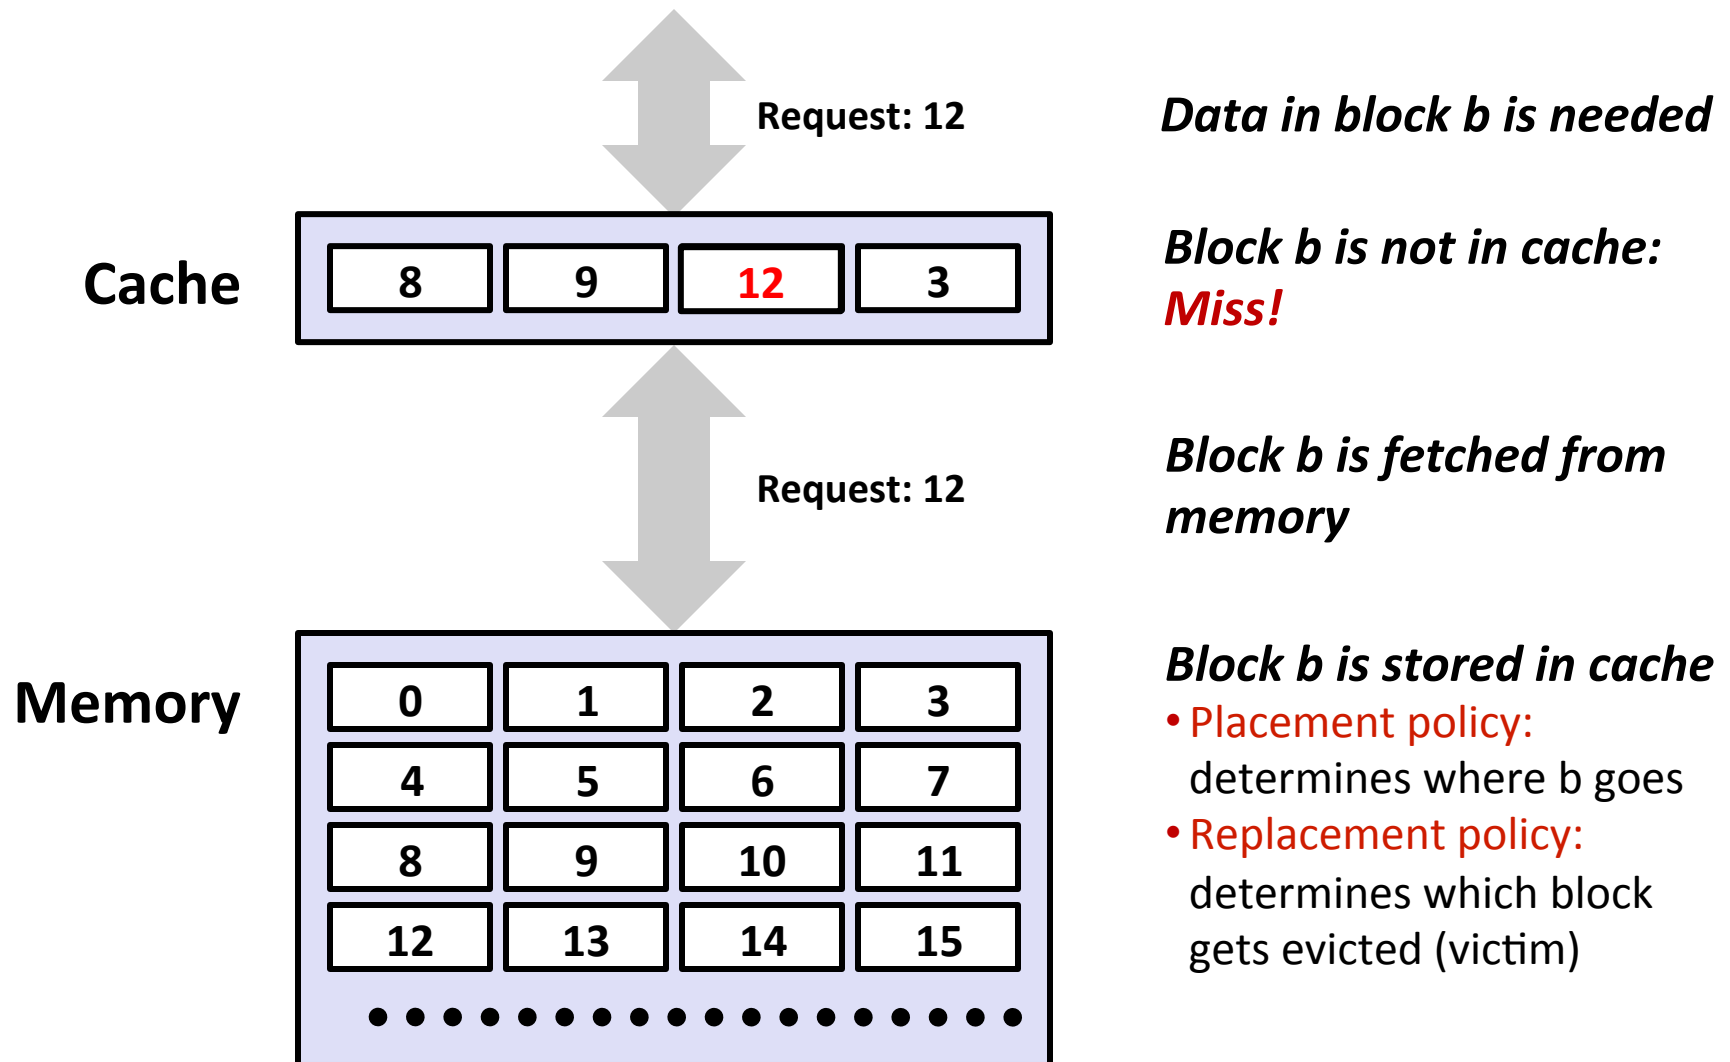 Request: 12
Data in block b is needed
Cache
8 9 12 3
Block b is not in cache:
Miss!
Request: 12
Block b is fetched from
memory
Memory
0 1 2 3
4 5 6 7
8 9 10 11
12 13 14 15
Block b is stored in cache
• Placement policy:
determines where b goes
• Replacement policy:
determines which block
gets evicted (victim)